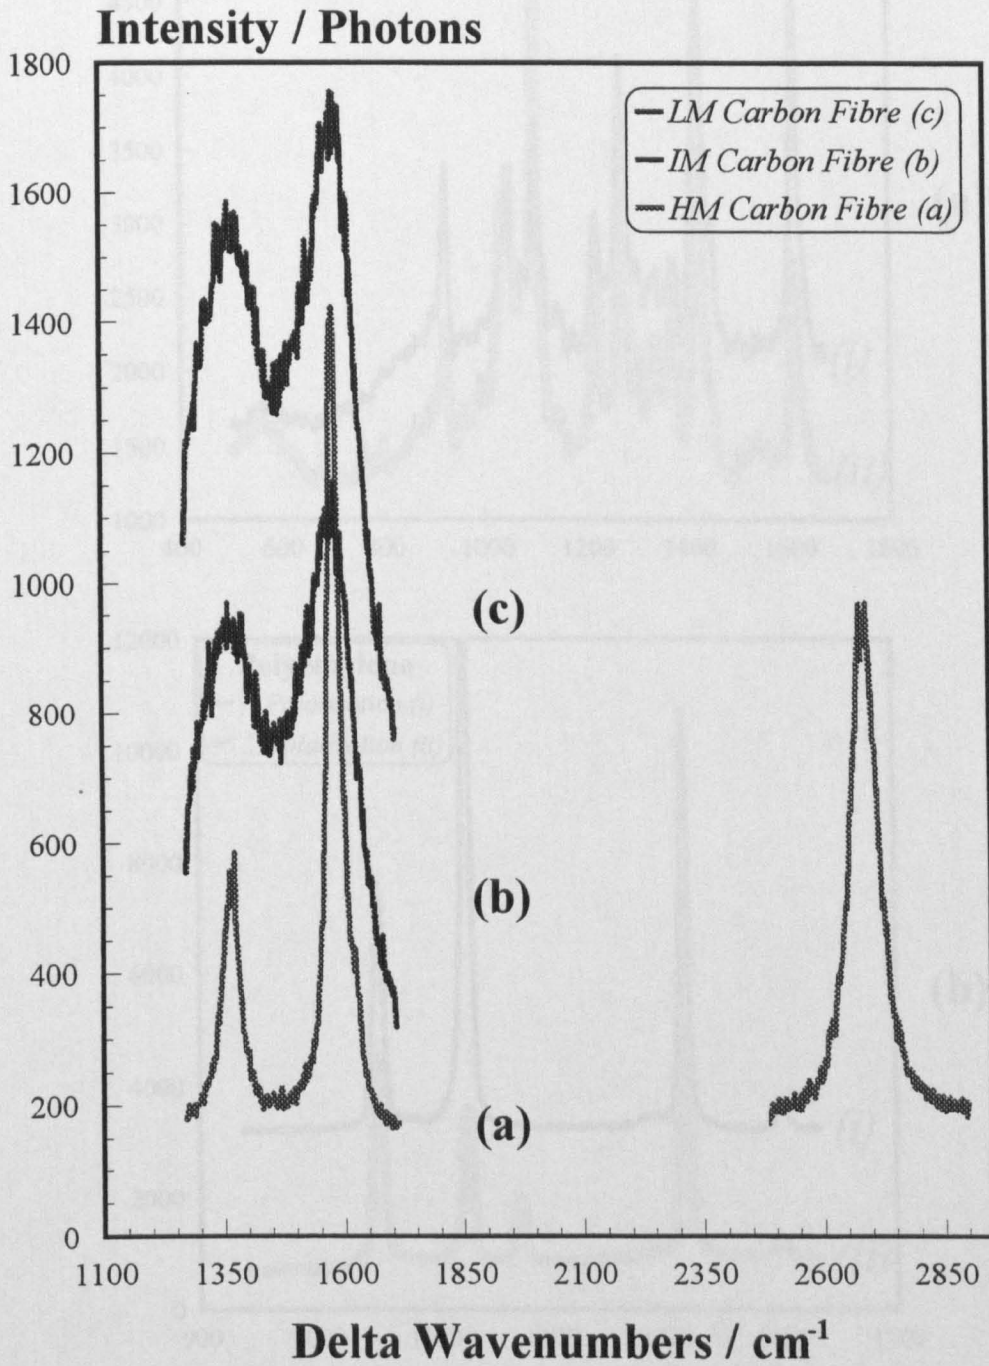 Intensity / Photons
1800
1600
1400
1200
1000
800
600
400
200
0
LM Carbon Fibre (c)
IM Carbon Fibre (b)
HM Carbon Fibre (a)
(c)
(b)
(a)
1100 1350 1600 1850 2100 2350 2600 2850
Delta Wavenumbers / cm-1